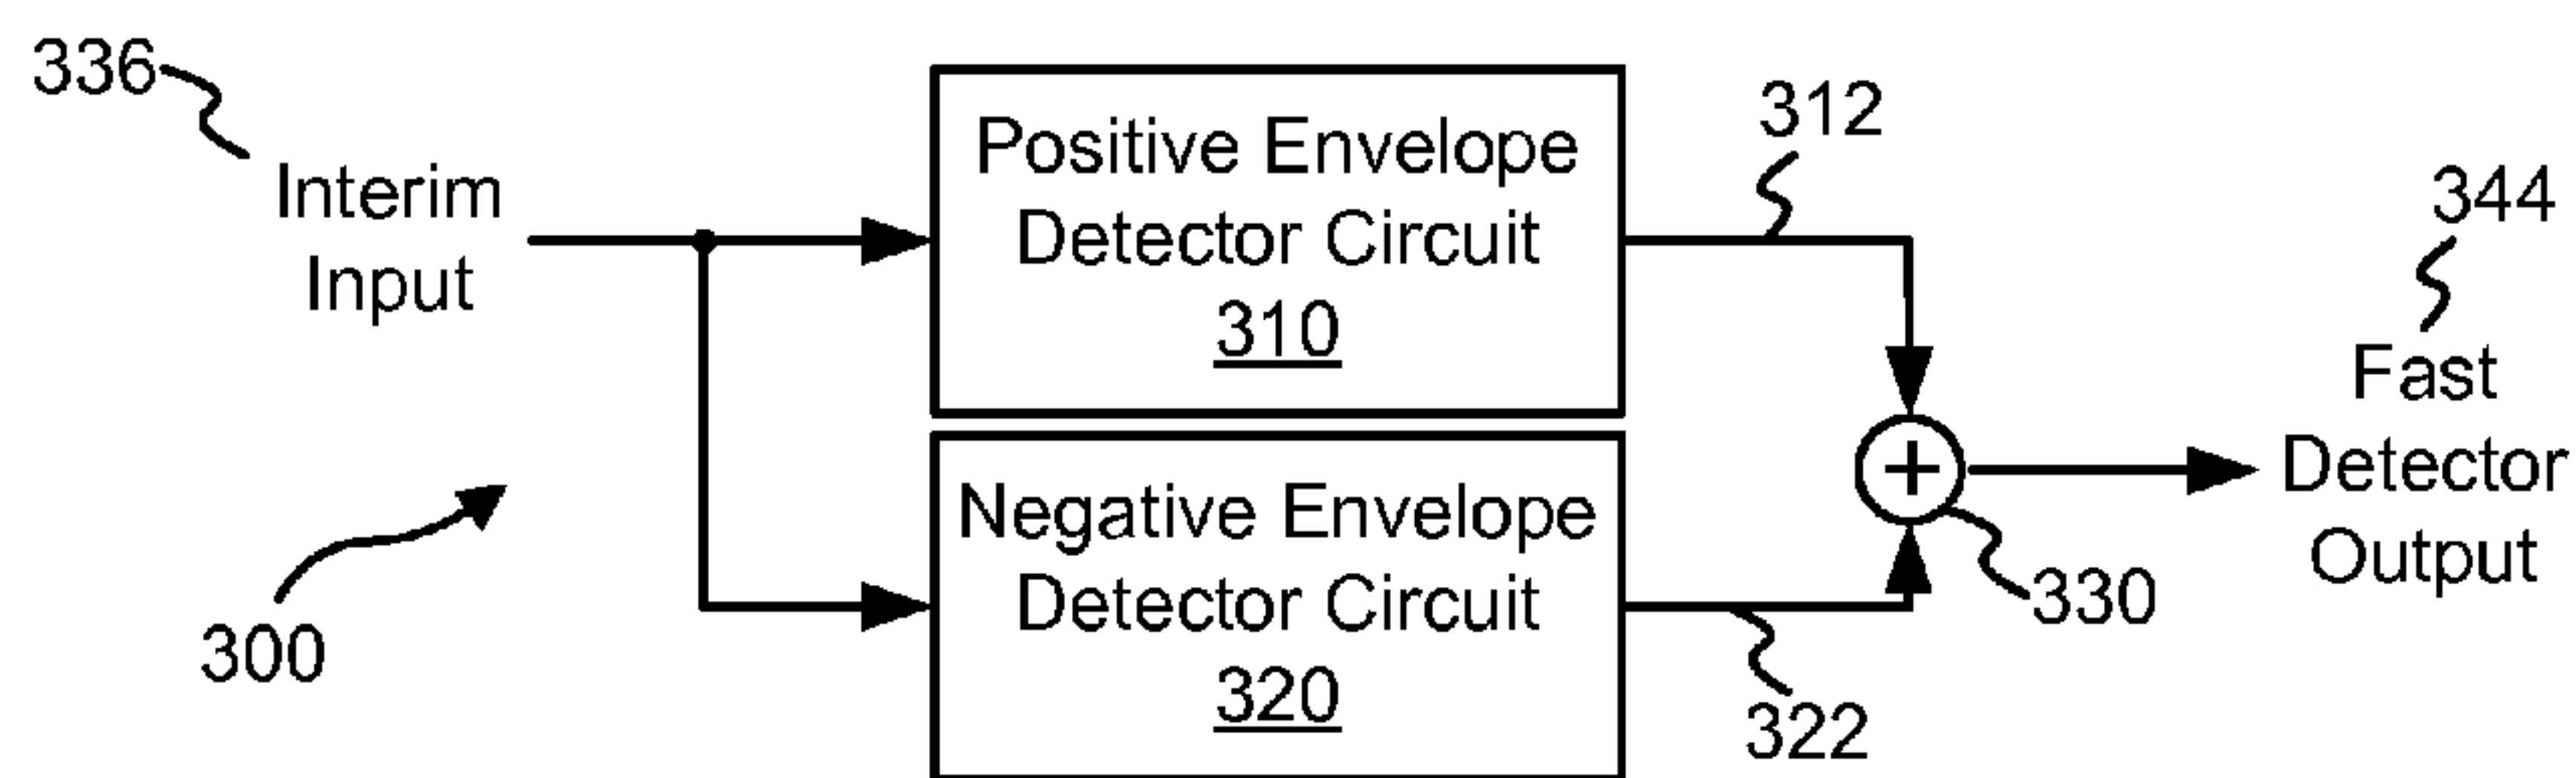 336
Interim
Input
300
Positive Envelope
Detector Circuit
310
Negative Envelope
Detector Circuit
320
312
322
+
330
344
Fast
Detector
Output